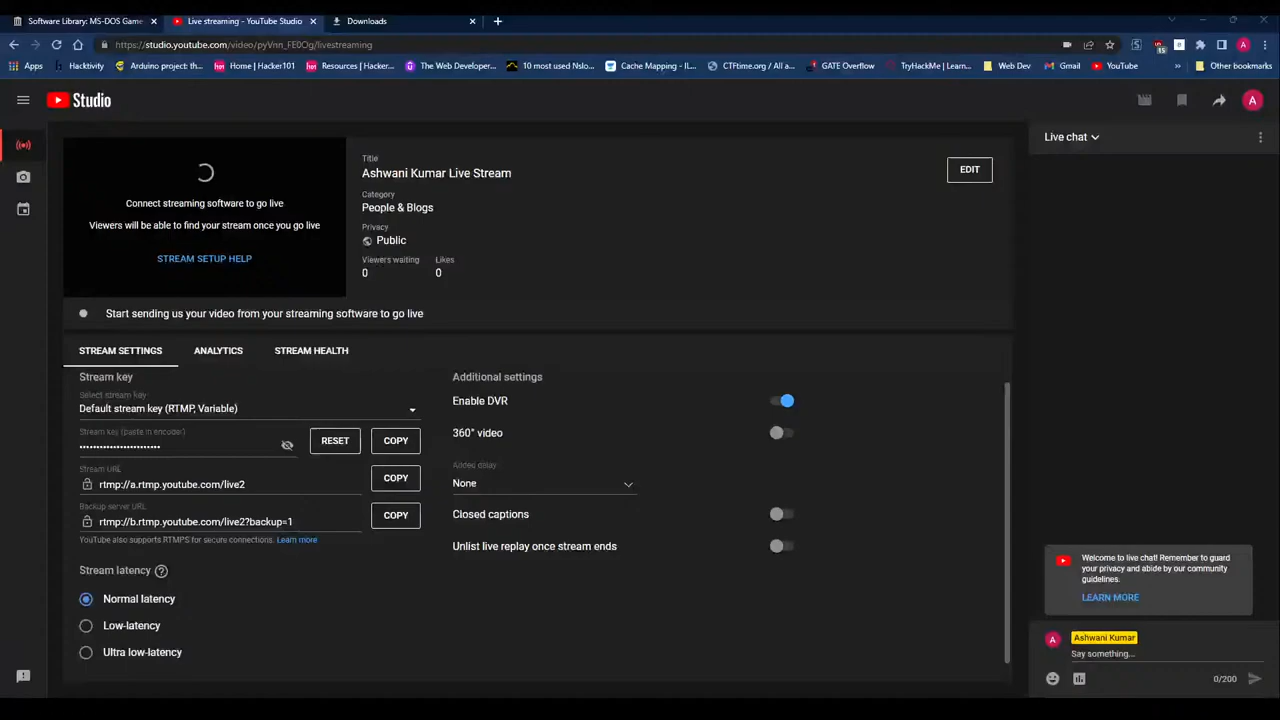 Software Library: MS-DOS Game
Live streaming - YouTube Studio
Downloads
https://studio.youtube.com/video/pyVnn_FE0Og/livestreaming
15
A
Apps
Hacktivity
Arduino project: th...
Home | Hacker101
Resources | Hacker...
The Web Developer...
10 most used Nslo...
Cache Mapping - IL...
CTFtime.org / All a...
GATE Overflow
TryHackMe | Learn...
Web Dev
Gmail
YouTube
»
Other bookmarks
Studio
A
Connect streaming software to go live
Viewers will be able to find your stream once you go live
STREAM SETUP HELP
Title
Ashwani Kumar Live Stream
EDIT
Category
People & Blogs
Privacy
Public
Viewers waiting
Likes
0
0
Start sending us your video from your streaming software to go live
STREAM SETTINGS
ANALYTICS
STREAM HEALTH
Stream key
Select stream key
Default stream key (RTMP, Variable)
Stream key (paste in encoder)
••••••••••••••••••••••••
RESET
COPY
Stream URL
rtmp://a.rtmp.youtube.com/live2
COPY
Backup server URL
rtmp://b.rtmp.youtube.com/live2?backup=1
COPY
YouTube also supports RTMPS for secure connections. Learn more
Stream latency
Normal latency
Low-latency
Ultra low-latency
Additional settings
Enable DVR
360° video
Added delay
None
Closed captions
Unlist live replay once stream ends
Live chat
Welcome to live chat! Remember to guard
your privacy and abide by our community
guidelines.
LEARN MORE
A
Ashwani Kumar
Say something...
0/200